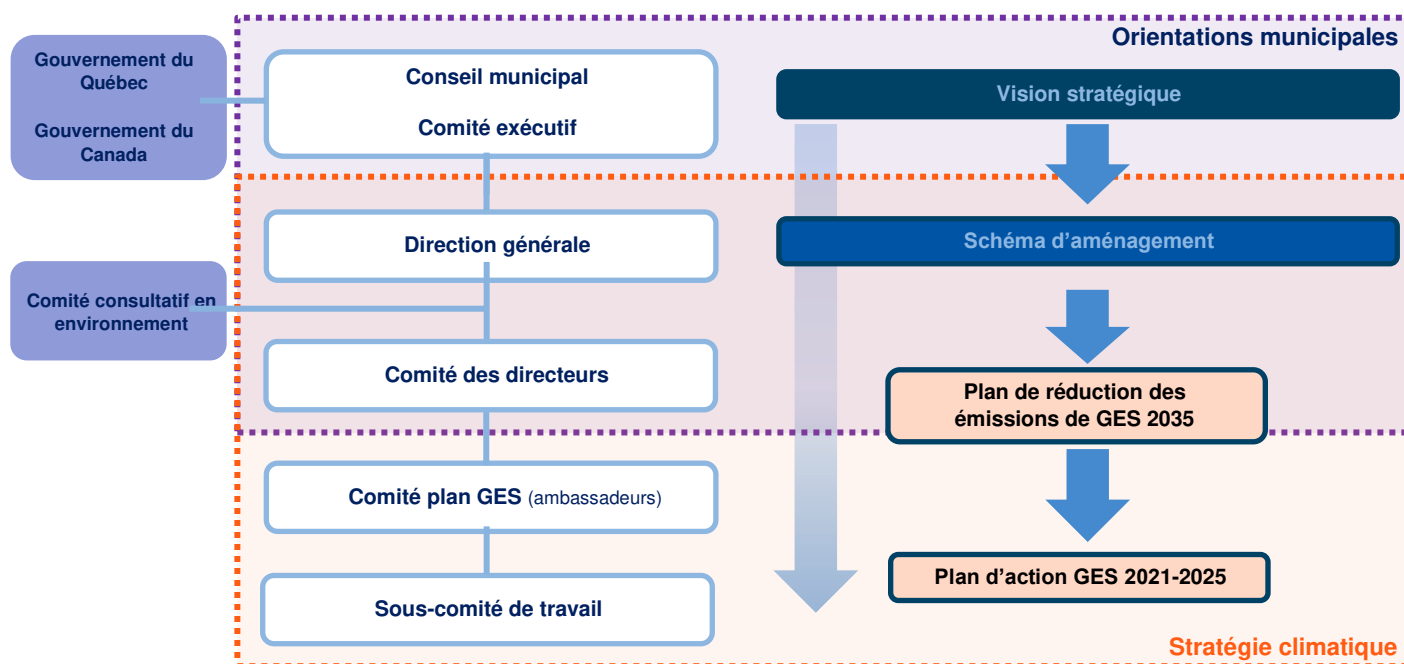 Orientations municipales
Gouvernement du
Québec
Gouvernement du
Canada
Conseil municipal
Comité exécutif
Vision stratégique
Direction générale
Schéma d'aménagement
Comité consultatif en
environnement
Comité des directeurs
Plan de réduction des
émissions de GES 2035
Comité plan GES (ambassadeurs)
Plan d'action GES 2021-2025
Sous-comité de travail
Stratégie climatique